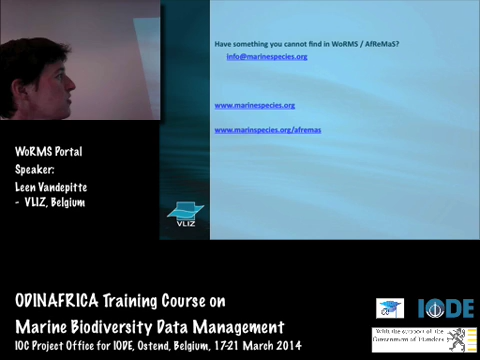 Have something you cannot find in WoRMS / AfReMaS?
info@marinespecies.org
www.marinespecies.org
www.marinspecies.org/afremas
WoRMS Portal
Speaker:
Leen Vandepitte
- VLIZ, Belgium
VLIZ
ODINAFRICA Training Course on
Marine Biodiversity Data Management
IOC Project Office for IODE, Ostend, Belgium, 17-21 March 2014
IODE
With the support of the
Government of Flanders